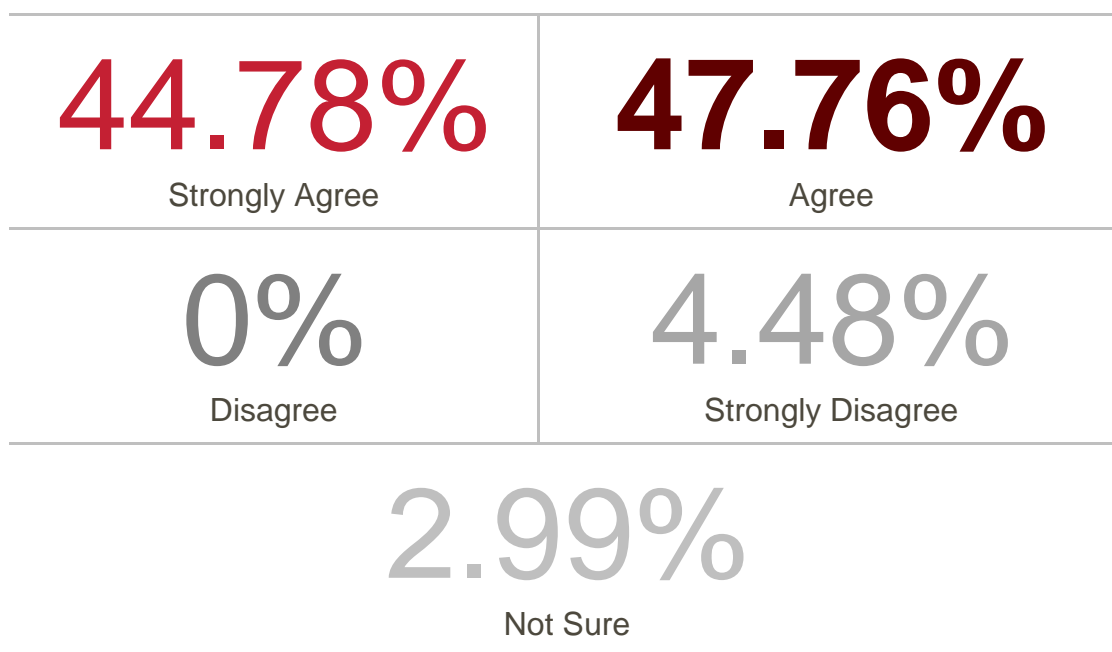 44.78% 47.76%
Strongly Agree Agree
0% 4.48%
Disagree Strongly Disagree
2.99%
Not Sure